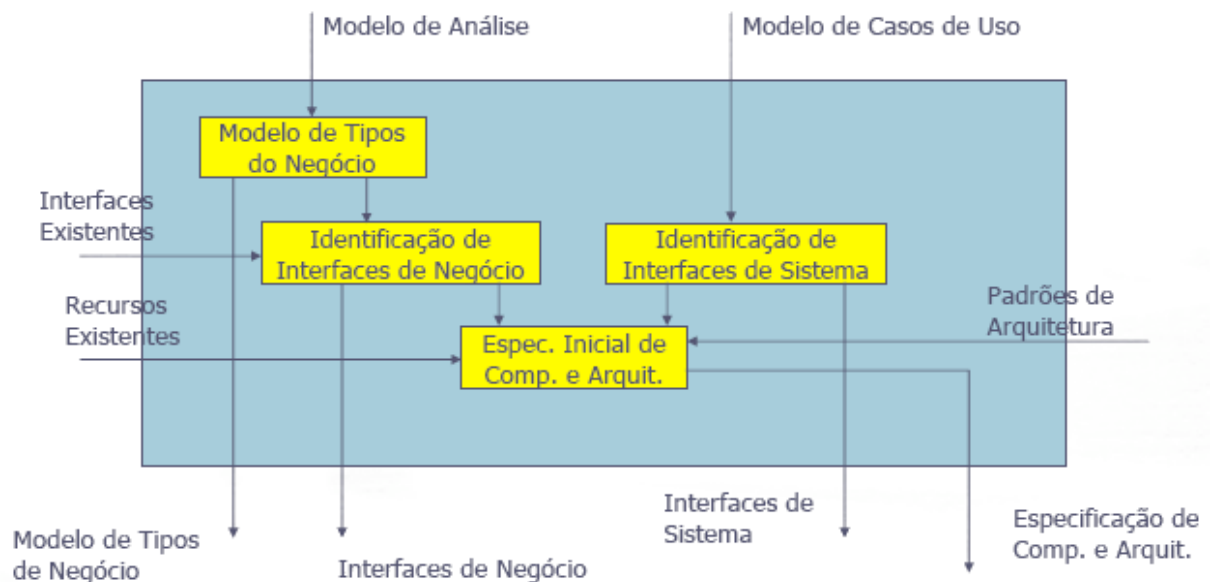 Modelo de Análise
Modelo de Casos de Uso
Modelo de Tipos
do Negócio
Interfaces
Existentes
Identificação de
Interfaces de Negócio
Identificação de
Interfaces de Sistema
Recursos
Existentes
Padrões de
Arquitetura
Espec. Inicial de
Comp. e Arquit.
Modelo de Tipos
de Negócio
Interfaces de Negócio
Interfaces de
Sistema
Especificação de
Comp. e Arquit.